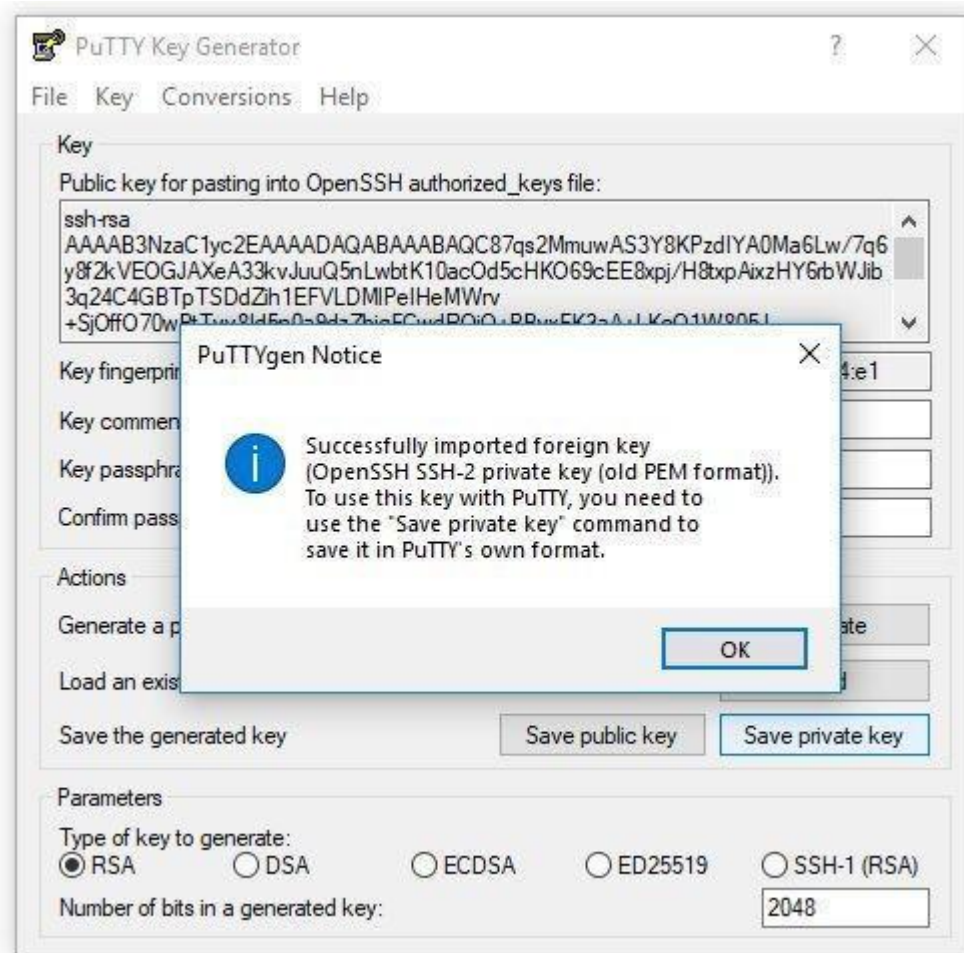 PuTTY Key Generator
File Key Conversions Help
Key
Public key for pasting into OpenSSH authorized_keys file:
ssh-rsa
AAAAB3NzaC1yc2EAAAADAQABAAABAQC87qs2MmuwAS3Y8KPzdIYA0Ma6Lw/7q6
y8f2kVEOGJAXeA33kvJuuQ5nLwbtK10acOd5cHKO69cEE8xpj/H8txpAixzHY6rbWJib
3q24C4GBTpTSDdZih1EFVLDMIPeIHeMWrv
PuTTYgen Notice
Key fingerpri
4:e1
Key commen
Key passphra
Confirm pass
Successfully imported foreign key
(OpenSSH SSH-2 private key (old PEM format)).
To use this key with PuTTY, you need to
use the "Save private key" command to
save it in PuTTY's own format.
OK
Actions
Generate a p
ate
Load an exis
Save the generated key
Save public key
Save private key
Parameters
Type of key to generate:
RSA DSA ECDSA ED25519 SSH-1 (RSA)
Number of bits in a generated key:
2048